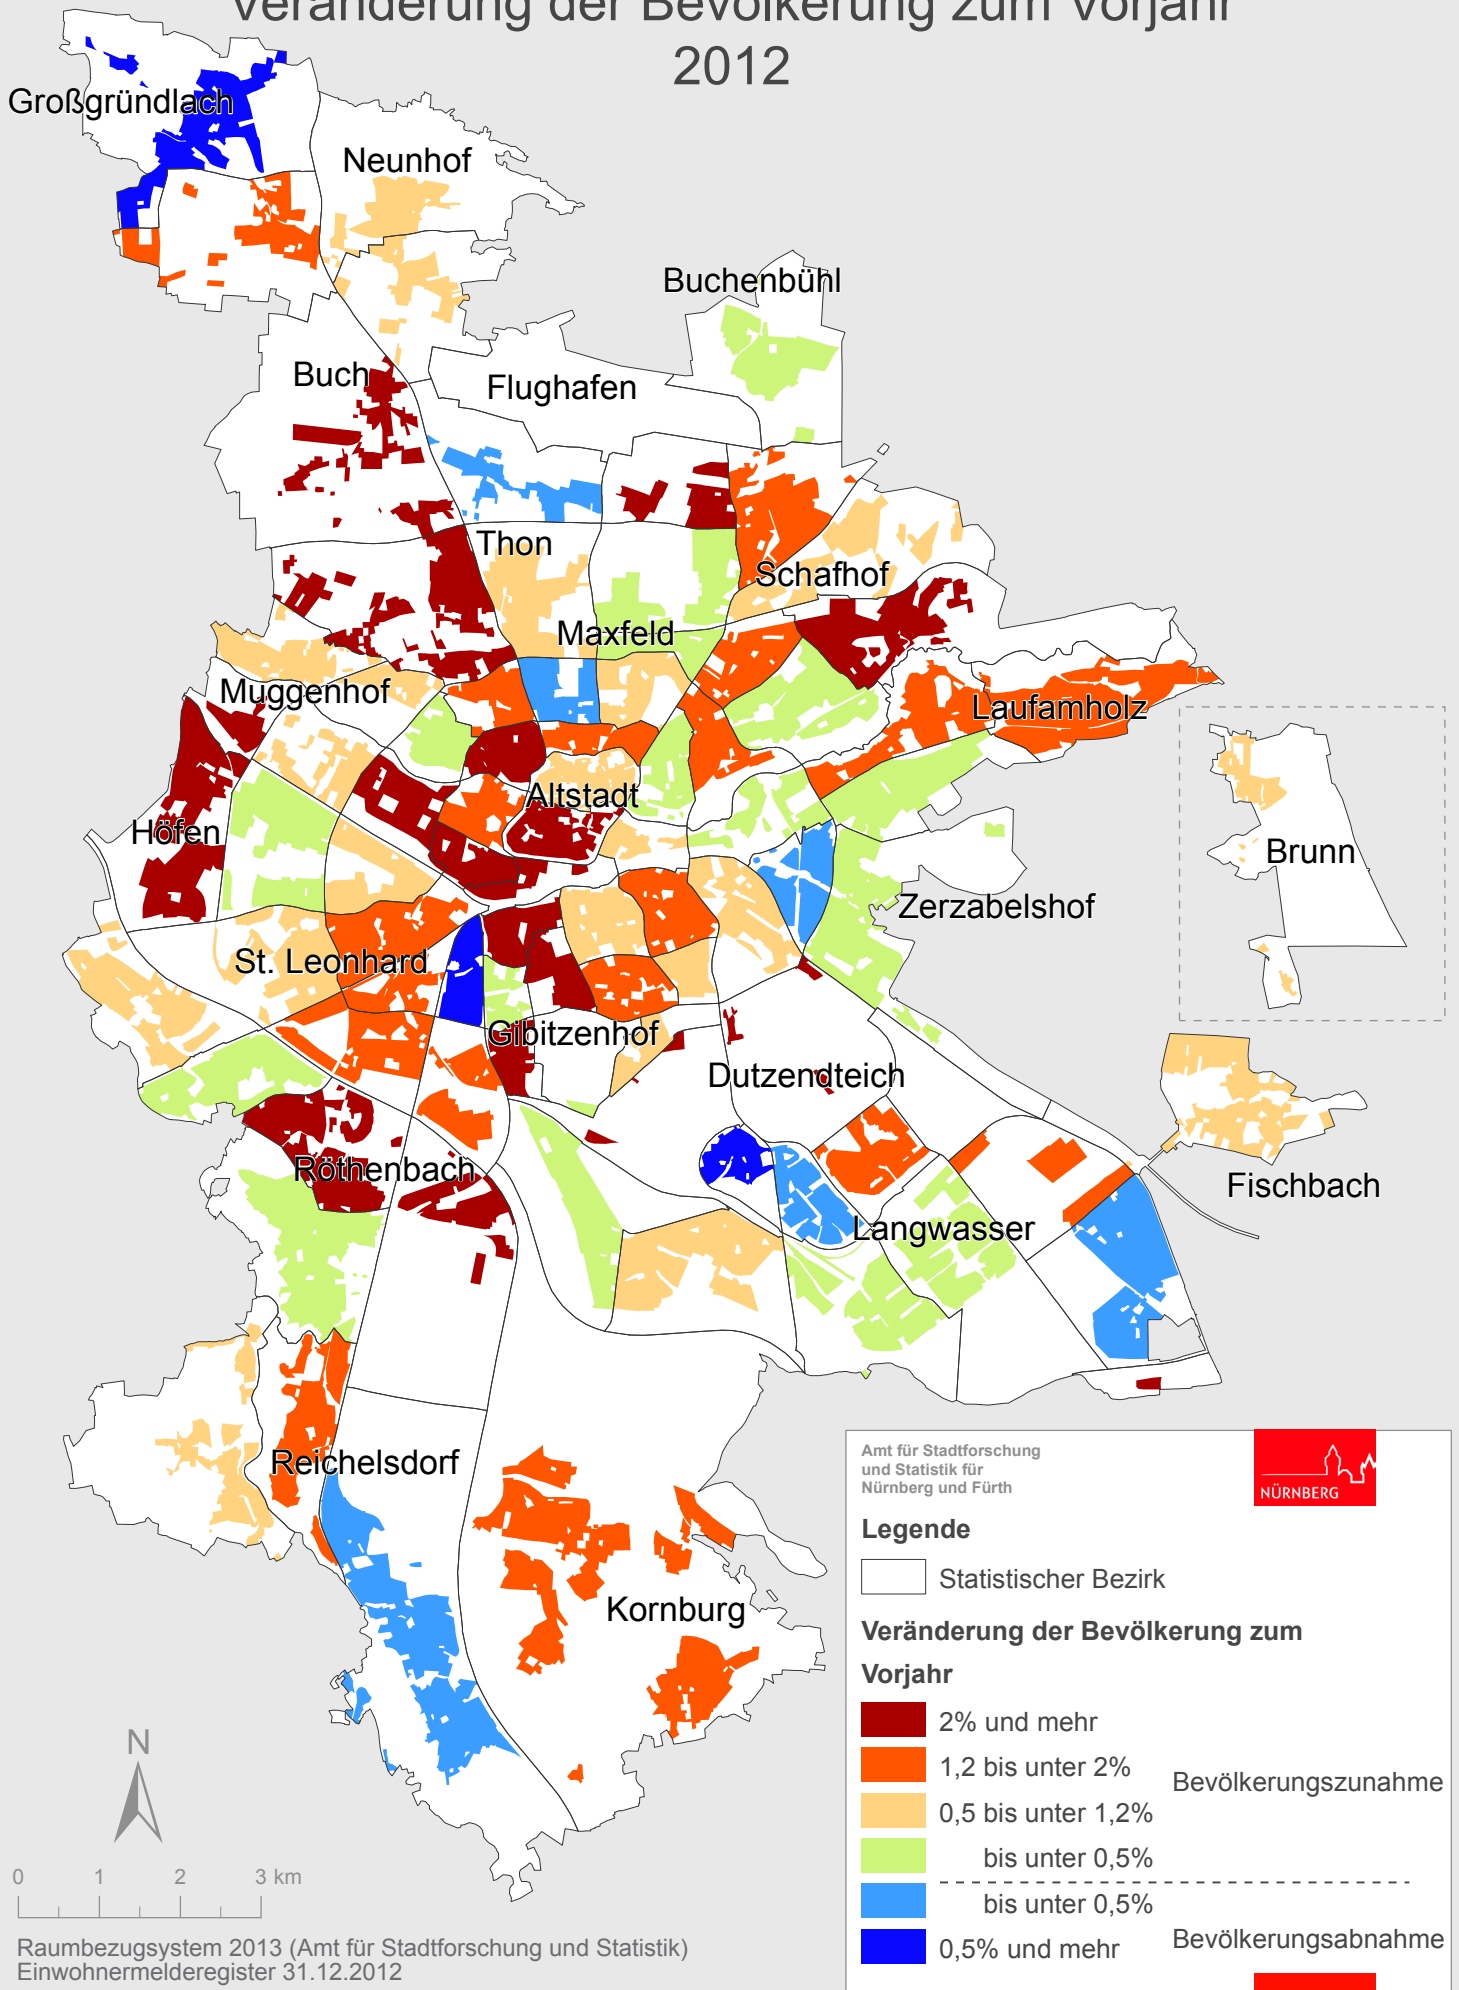 Veränderung der Bevölkerung zum Vorjahr
2012
Großgründlach
Neunhof
Buchenbühl
Buch
Flughafen
Thon
Schafhof
Maxfeld
Muggenhof
Laufamholz
Altstadt
Höfen
Brunn
Zerzabelshof
St. Leonhard
Gibitzenhof
Dutzendteich
Röthenbach
Fischbach
Langwasser
Reichelsdorf
Kornburg
Amt für Stadtforschung
und Statistik für
Nürnberg und Fürth
NÜRNBERG
Legende
Statistischer Bezirk
Veränderung der Bevölkerung zum
Vorjahr
2% und mehr
1,2 bis unter 2%
Bevölkerungszunahme
0,5 bis unter 1,2%
bis unter 0,5%
bis unter 0,5%
Bevölkerungsabnahme
0,5% und mehr
N
0 1 2 3 km
Raumbezugsystem 2013 (Amt für Stadtforschung und Statistik)
Einwohnermelderegister 31.12.2012